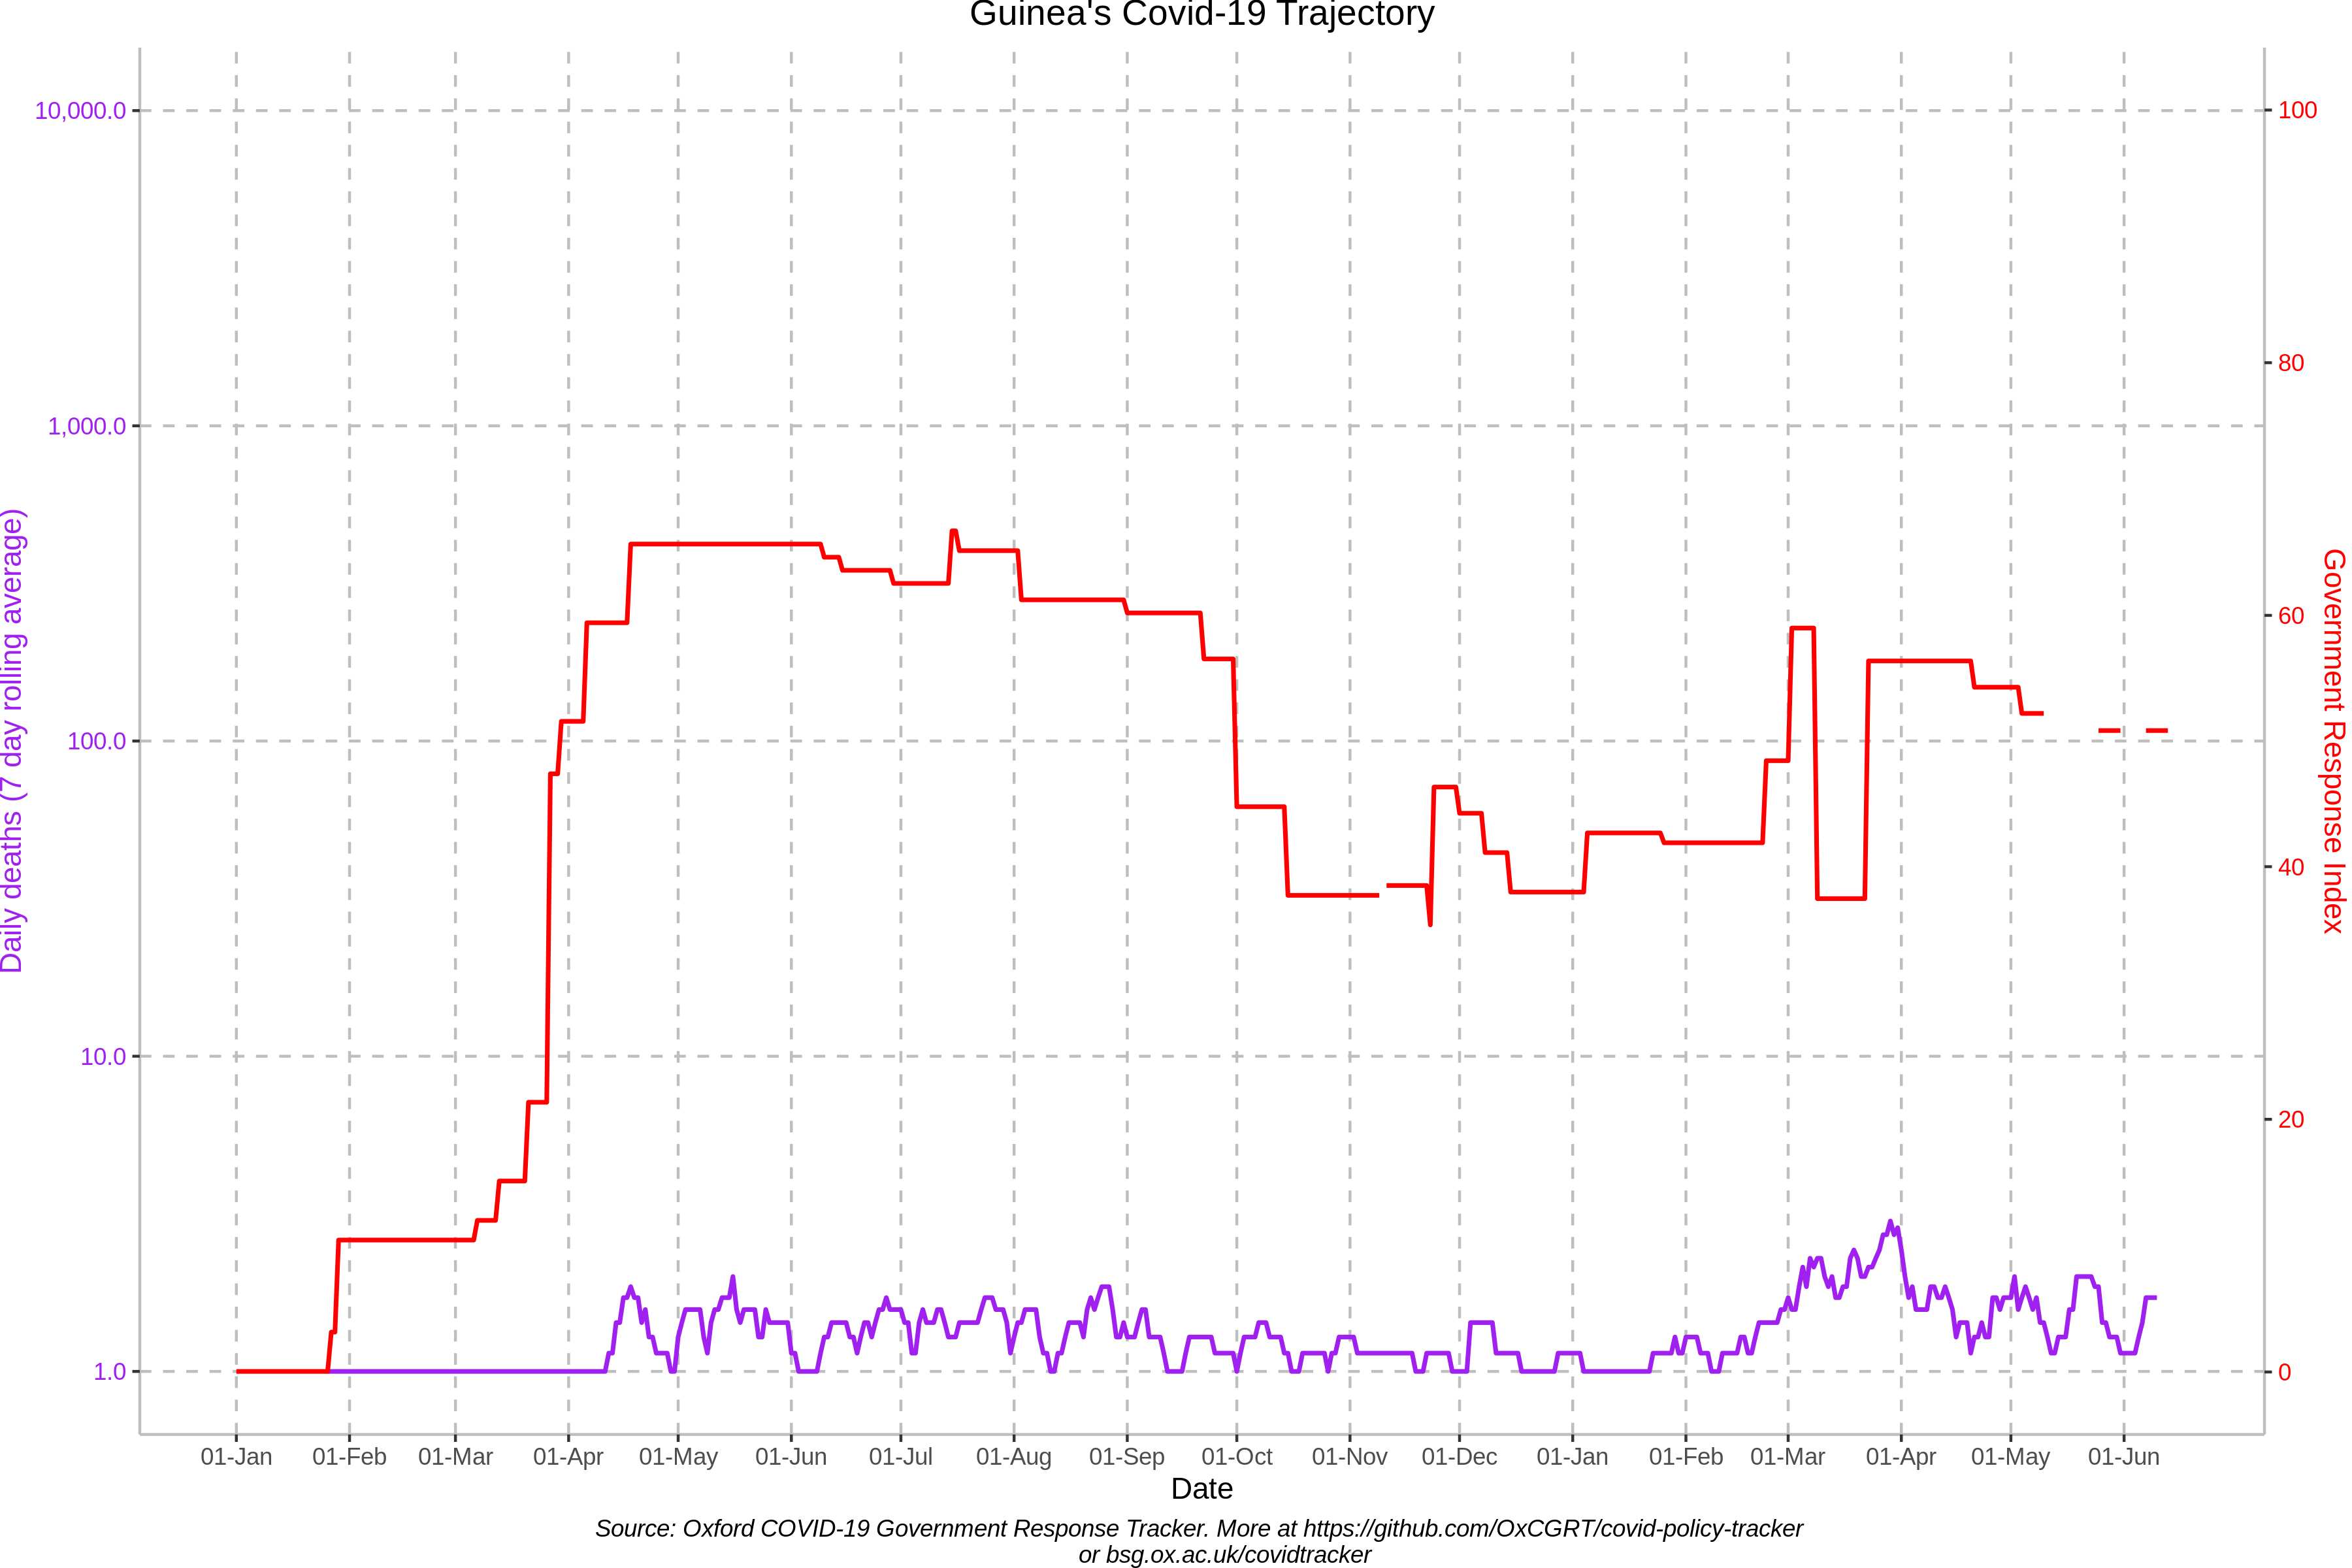 Guinea's Covid-19 Trajectory
10,000.0
1,000.0
100.0
10.0
1.0
Daily deaths (7 day rolling average)
100
80
60
40
20
0
Government Response Index
01-Jan 01-Feb 01-Mar 01-Apr 01-May 01-Jun 01-Jul 01-Aug 01-Sep 01-Oct 01-Nov 01-Dec 01-Jan 01-Feb 01-Mar 01-Apr 01-May 01-Jun
Date
Source: Oxford COVID-19 Government Response Tracker. More at https://github.com/OxCGRT/covid-policy-tracker
or bsg.ox.ac.uk/covidtracker